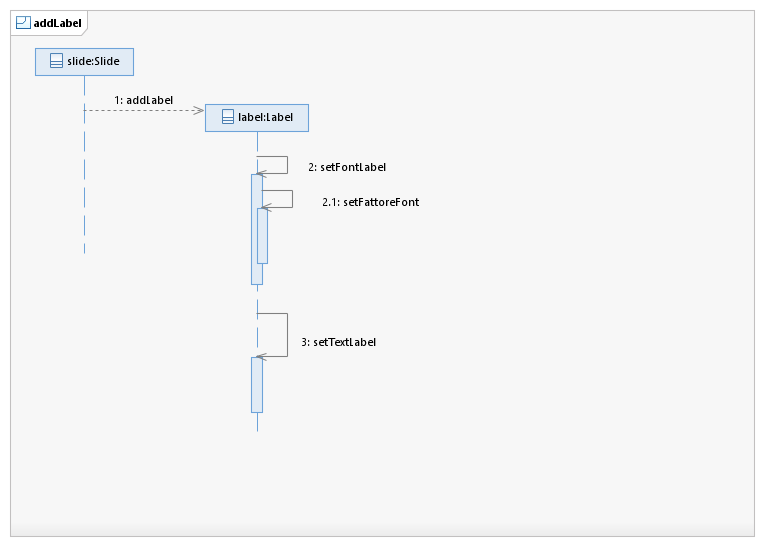 addLabel
slide:Slide
1: addLabel
label:Label
2: setFontLabel
2.1: setFattoreFont
3: setTextLabel